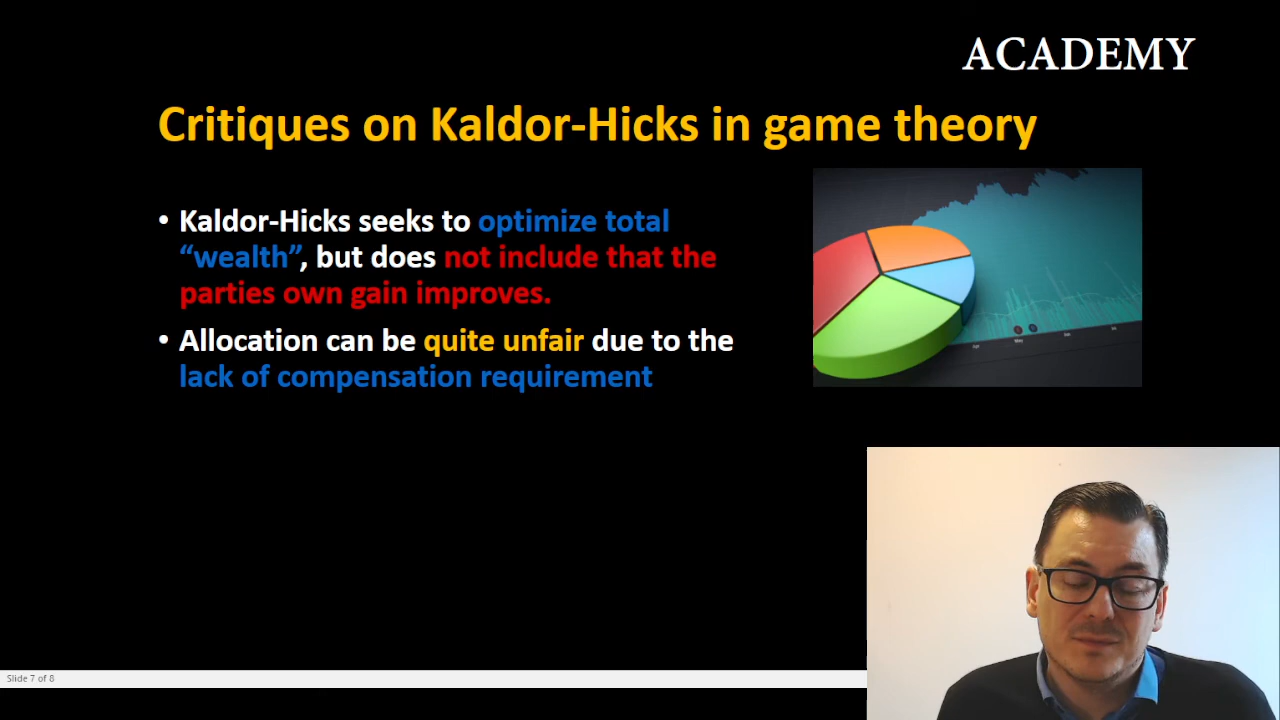 ACADEMY
Critiques on Kaldor-Hicks in game theory
• Kaldor-Hicks seeks to optimize total
“wealth”, but does not include that the
parties own gain improves.
• Allocation can be quite unfair due to the
lack of compensation requirement
Slide 7 of 8